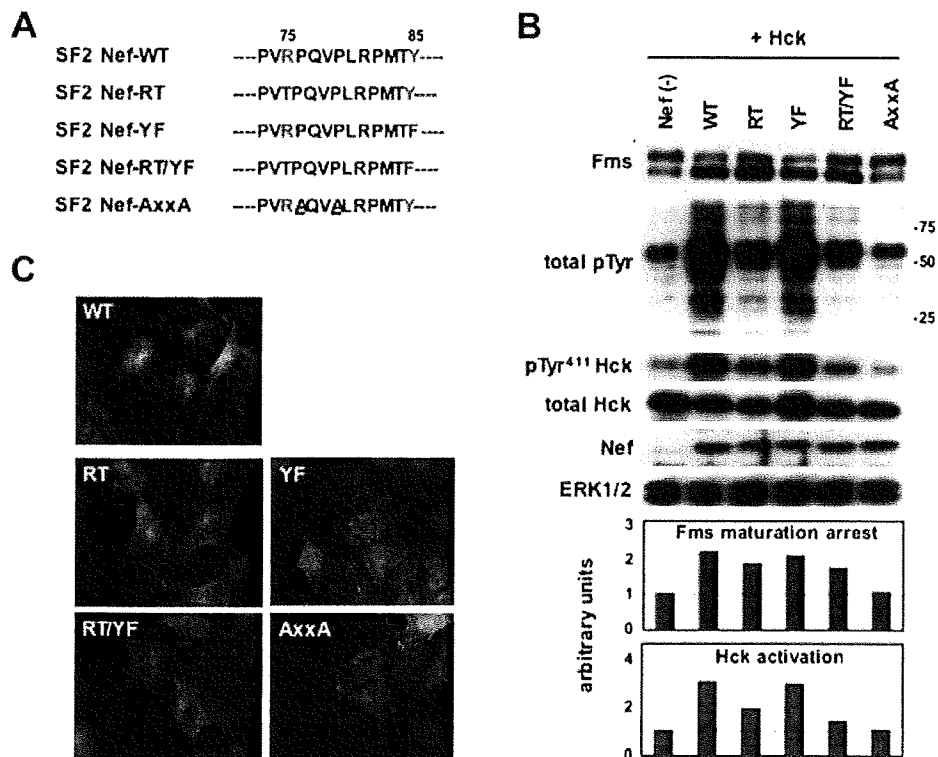 A
75 85
SF2 Nef-WT ----PVRPQVPLRPMTY----
SF2 Nef-RT ----PVTPQVPLRPMTY----
SF2 Nef-YF ----PVRPQVPLRPMTF----
SF2 Nef-RT/YF ----PVTPQVPLRPMTF----
SF2 Nef-AxxA ----PVRAQVALRPMTY----
B
+ Hck
Nef (-) WT RT YF RT/YF AxxA
Fms
total pTyr
-75
-50
-25
pTyr⁴¹¹ Hck
total Hck
Nef
ERK1/2
arbitrary units
Fms maturation arrest
3
2
1
0
Hck activation
4
2
0
C
WT
RT YF
RT/YF AxxA